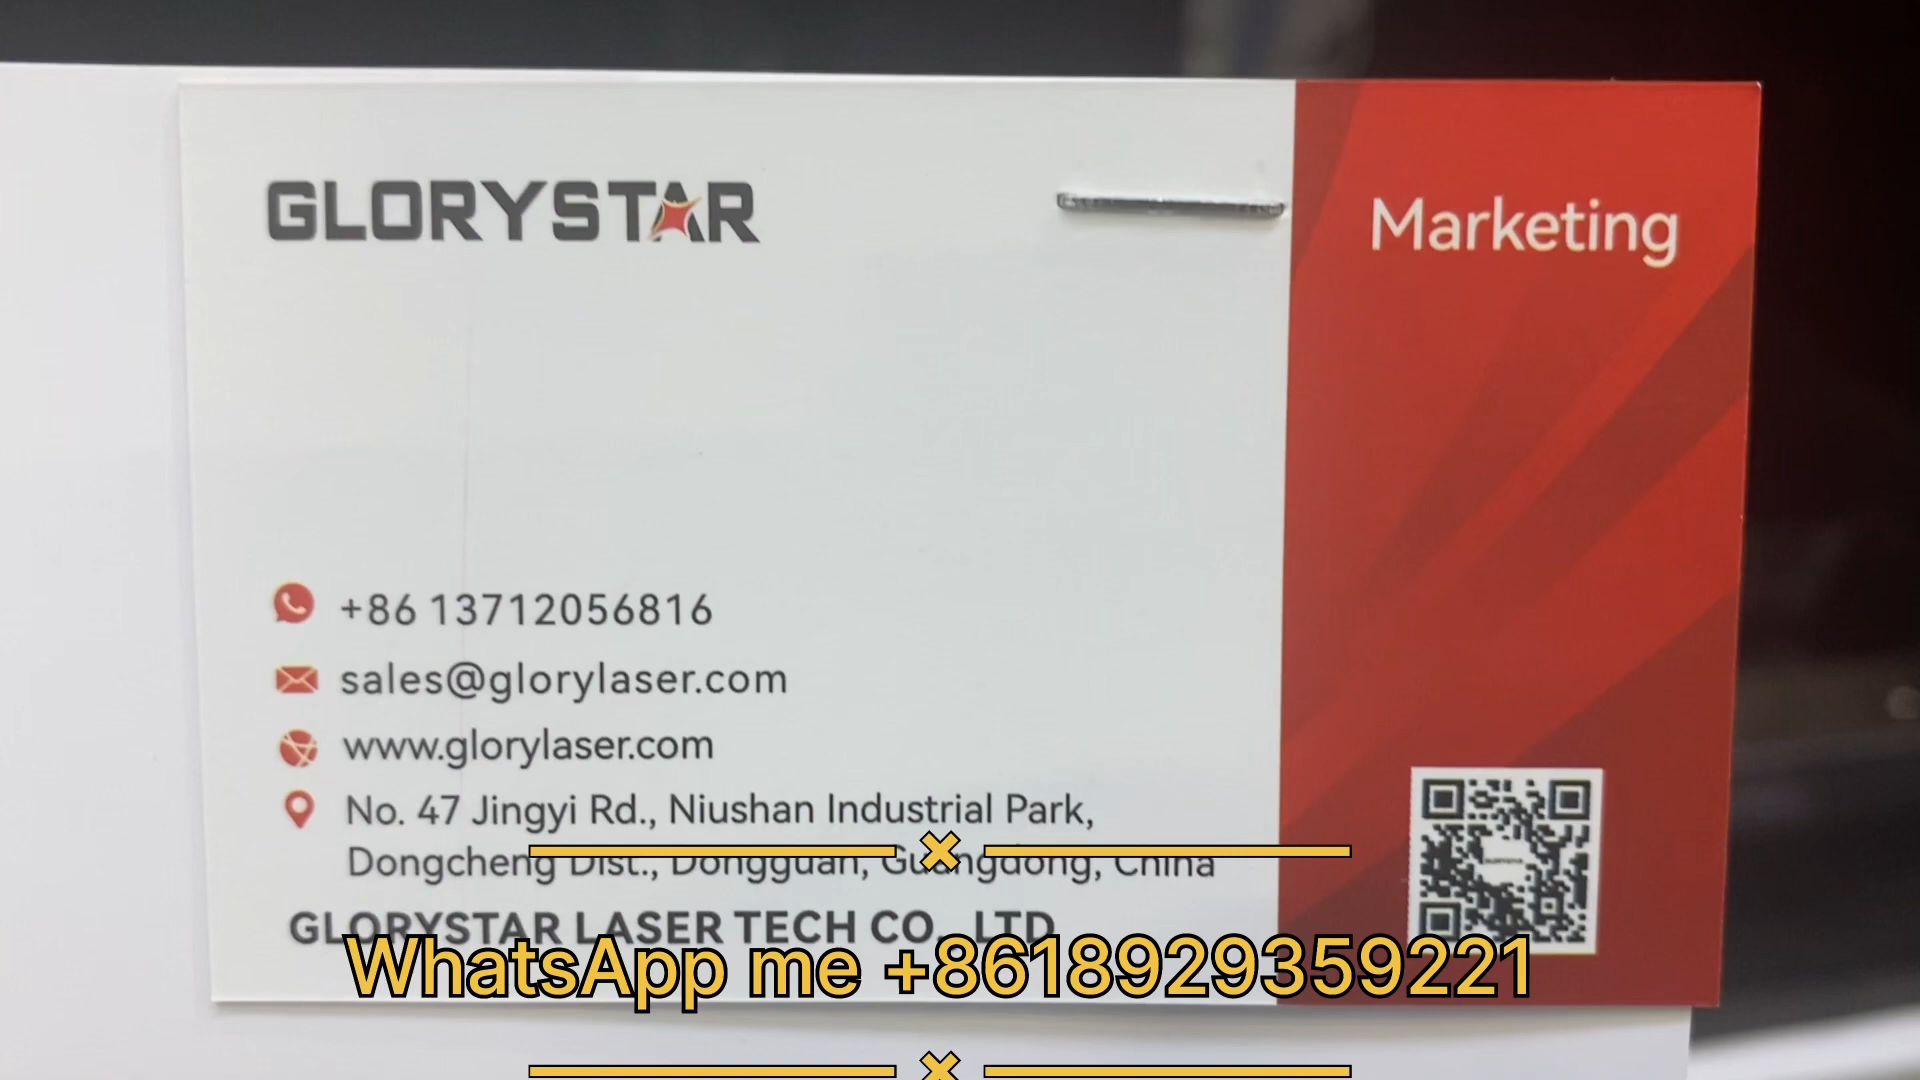 GLORYSTAR
Marketing
+86 13712056816
sales@glorylaser.com
www.glorylaser.com
No. 47 Jingyi Rd., Niushan Industrial Park,
Dongcheng Dist., Dongguan, Guangdong, China
GLORYSTAR LASER TECH CO., LTD
WhatsApp me +8618929359221